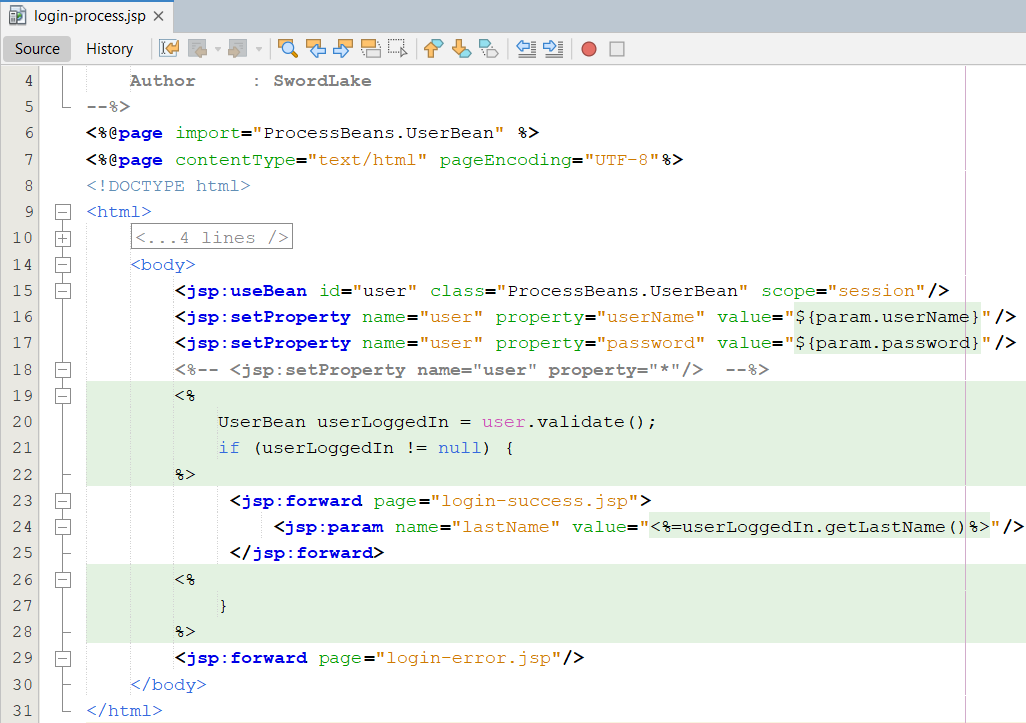 login-process.jsp
Source History
4 Author : SwordLake
5 --%>
6 <%@page import="ProcessBeans.UserBean" %>
7 <%@page contentType="text/html" pageEncoding="UTF-8"%>
8 <!DOCTYPE html>
9 <html>
10 <...4 lines />
14 <body>
15 <jsp:useBean id="user" class="ProcessBeans.UserBean" scope="session"/>
16 <jsp:setProperty name="user" property="userName" value="${param.userName}"/>
17 <jsp:setProperty name="user" property="password" value="${param.password}"/>
18 <%-- <jsp:setProperty name="user" property="*"/> --%>
19 <%
20 UserBean userLoggedIn = user.validate();
21 if (userLoggedIn != null) {
22 %>
23 <jsp:forward page="login-success.jsp">
24 <jsp:param name="lastName" value="<%=userLoggedIn.getLastName()%>"/>
25 </jsp:forward>
26 <%
27 }
28 %>
29 <jsp:forward page="login-error.jsp"/>
30 </body>
31 </html>